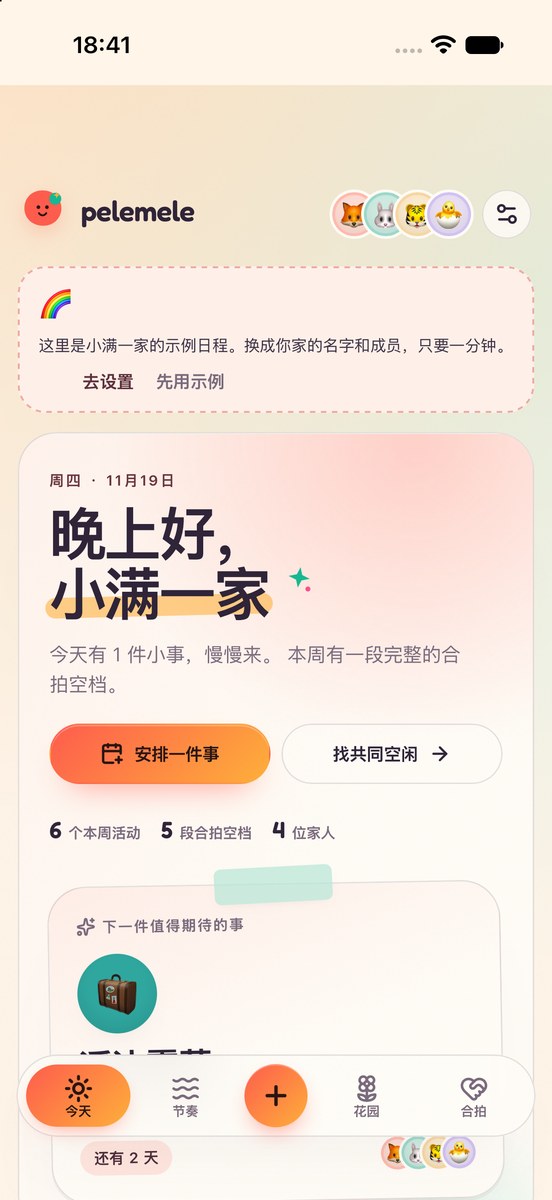 18:41
pelemele
这里是小满一家的示例日程。换成你家的名字和成员，只要一分钟。
去设置 先用示例
周四 · 11月19日
晚上好，
小满一家
今天有 1 件小事，慢慢来。 本周有一段完整的合
拍空档。
安排一件事 找共同空闲
6 个本周活动 5 段合拍空档 4 位家人
下一件值得期待的事
今天 节奏 花园 合拍
还有 2 天